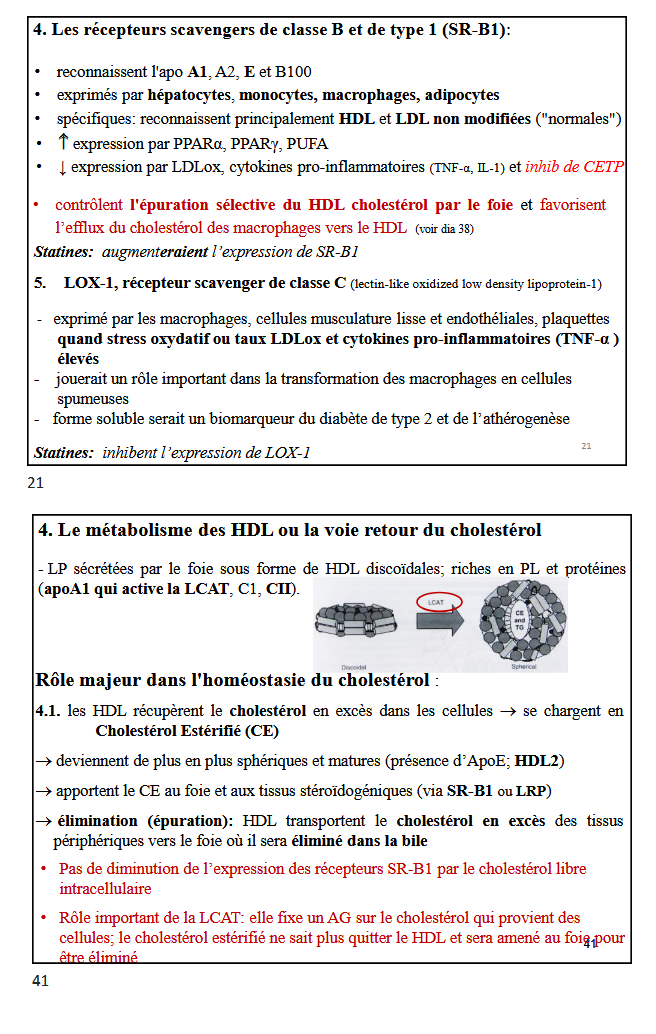 4. Les récepteurs scavengers de classe B et de type 1 (SR-B1):
• reconnaissent l'apo A1, A2, E et B100
• exprimés par hépatocytes, monocytes, macrophages, adipocytes
• spécifiques: reconnaissent principalement HDL et LDL non modifiées ("normales")
• ↑ expression par PPARα, PPARγ, PUFA
• ↓ expression par LDLox, cytokines pro-inflammatoires (TNF-α, IL-1) et inhib de CETP
• contrôlent l'épuration sélective du HDL cholestérol par le foie et favorisent
l’efflux du cholestérol des macrophages vers le HDL (voir dia 38)
Statines: augmenteraient l’expression de SR-B1
5. LOX-1, récepteur scavenger de classe C (lectin-like oxidized low density lipoprotein-1)
- exprimé par les macrophages, cellules musculature lisse et endothéliales, plaquettes
quand stress oxydatif ou taux LDLox et cytokines pro-inflammatoires (TNF-α )
élevés
- jouerait un rôle important dans la transformation des macrophages en cellules
spumeuses
- forme soluble serait un biomarqueur du diabète de type 2 et de l’athérogenèse
Statines: inhibent l’expression de LOX-1
21
21
4. Le métabolisme des HDL ou la voie retour du cholestérol
- LP sécrétées par le foie sous forme de HDL discoïdales; riches en PL et protéines
(apoA1 qui active la LCAT, C1, CII).
LCAT
CE
and
TG
Discoidal
Spherical
Rôle majeur dans l'homéostasie du cholestérol :
4.1. les HDL récupèrent le cholestérol en excès dans les cellules → se chargent en
Cholestérol Estérifié (CE)
→ deviennent de plus en plus sphériques et matures (présence d’ApoE; HDL2)
→ apportent le CE au foie et aux tissus stéroïdogéniques (via SR-B1 ou LRP)
→ élimination (épuration): HDL transportent le cholestérol en excès des tissus
périphériques vers le foie où il sera éliminé dans la bile
• Pas de diminution de l’expression des récepteurs SR-B1 par le cholestérol libre
intracellulaire
• Rôle important de la LCAT: elle fixe un AG sur le cholestérol qui provient des
cellules; le cholestérol estérifié ne sait plus quitter le HDL et sera amené au foie pour
être éliminé
41
41